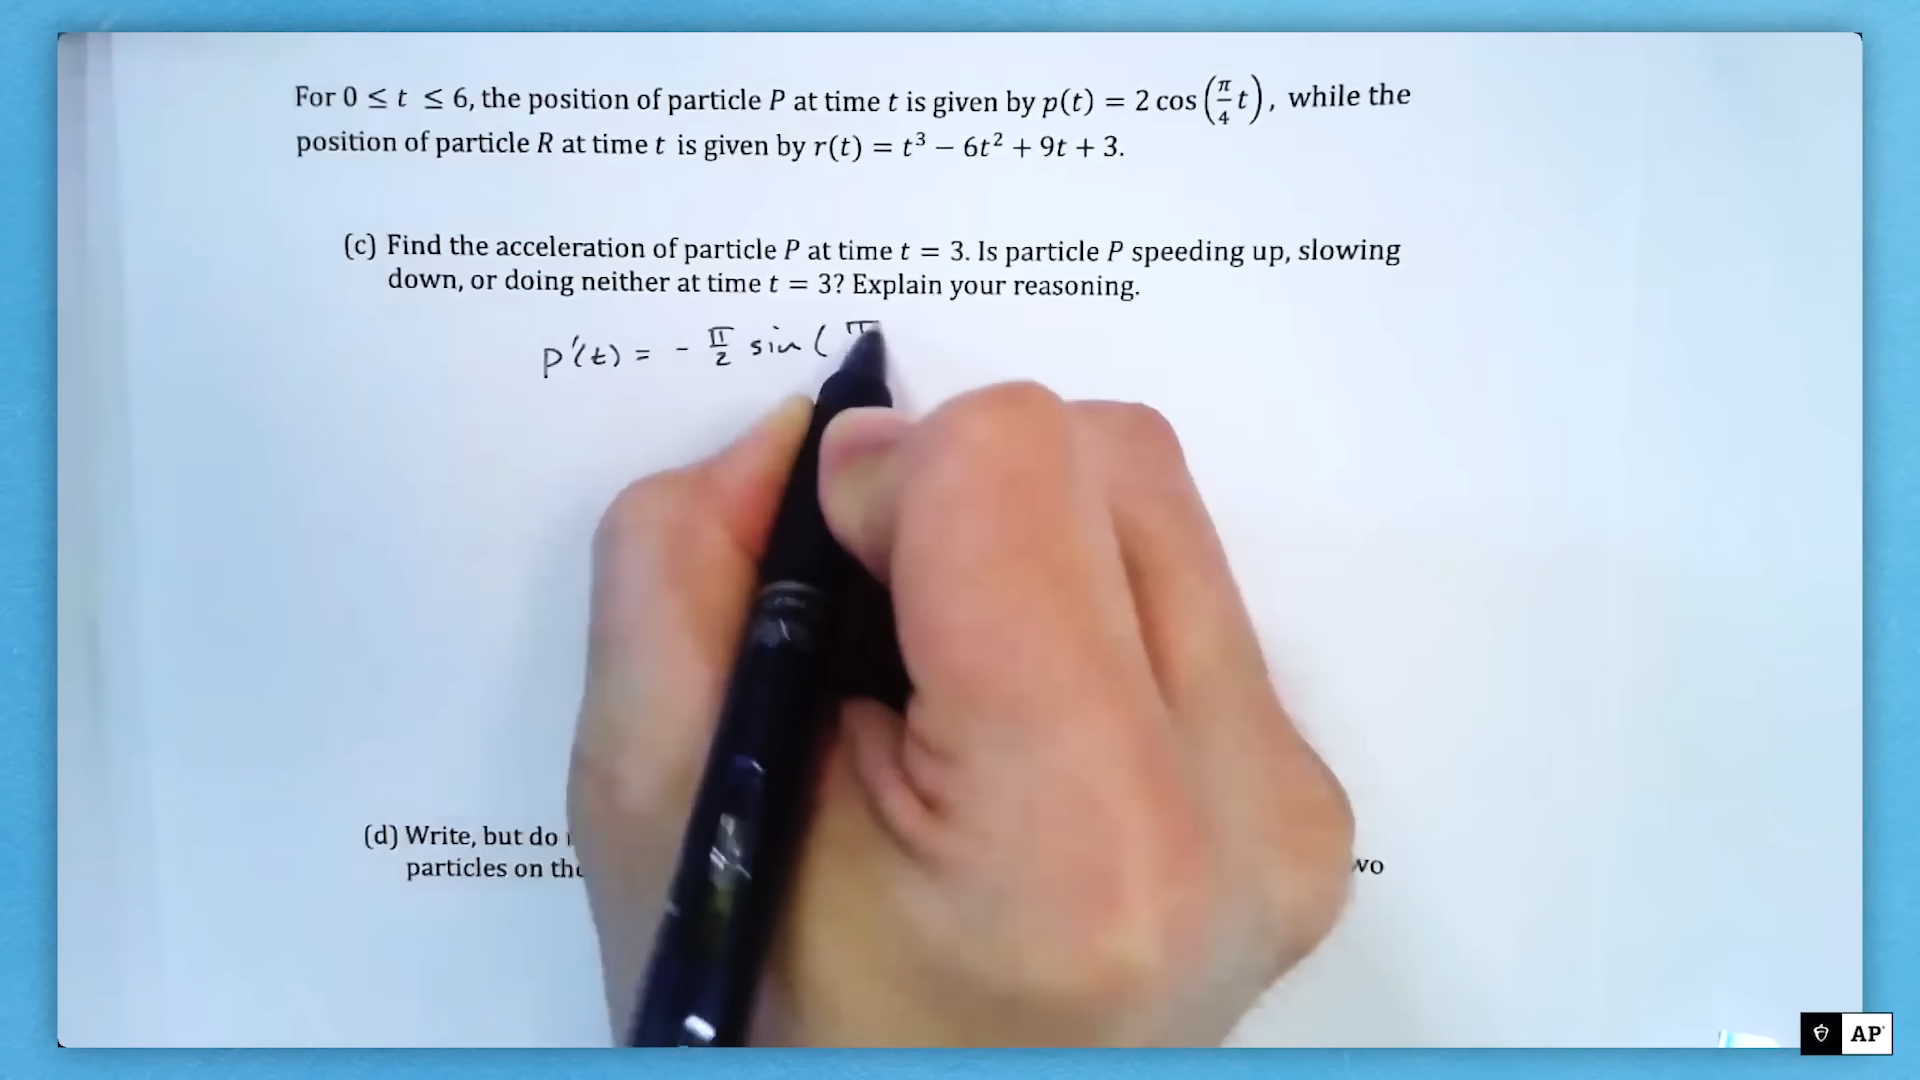 For 0 ≤ t ≤ 6, the position of particle P at time t is given by p(t) = 2 cos(π/4 t), while the
position of particle R at time t is given by r(t) = t³ − 6t² + 9t + 3.
(c) Find the acceleration of particle P at time t = 3. Is particle P speeding up, slowing
down, or doing neither at time t = 3? Explain your reasoning.
p'(t) = - π/2 sin ( π
(d) Write, but do
particles on
AP